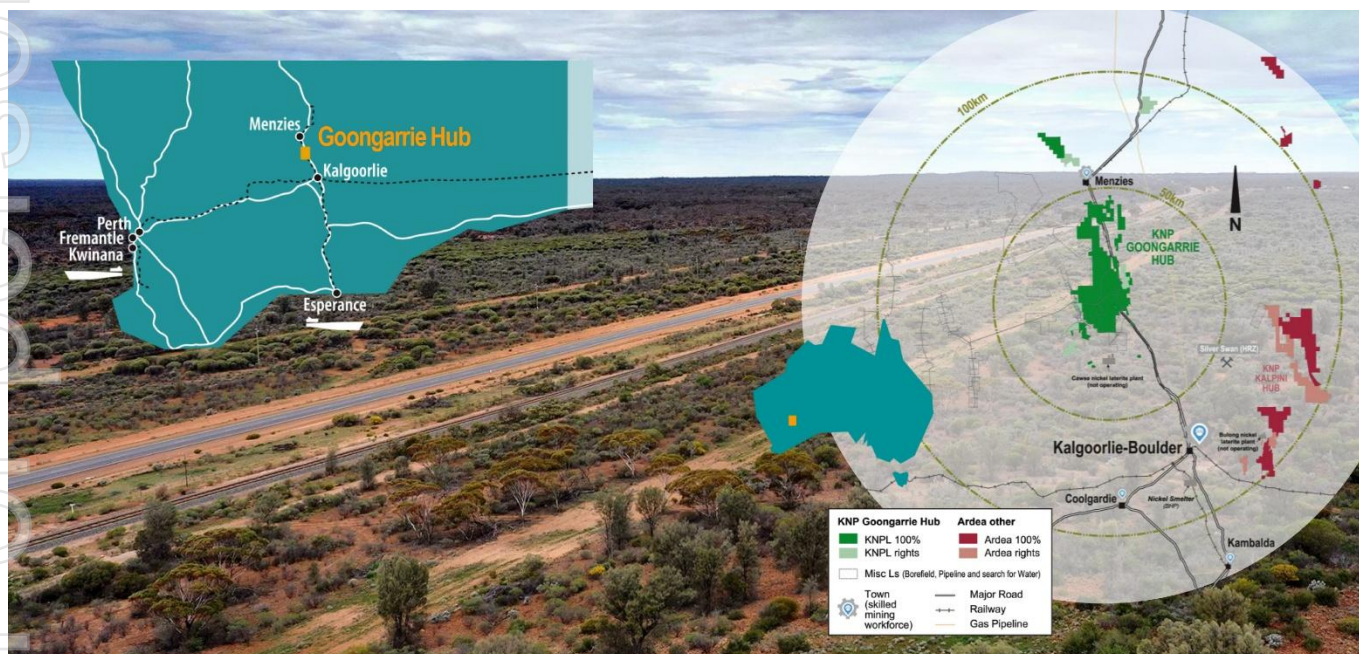 Menzies
Goongarrie Hub
Kalgoorlie
Perth
Fremantle
Kwinana
Esperance
100km
50km
Menzies
N
KNP
GOONGARRIE
HUB
Silver Swan (HRZ)
KNP
KALPINI
HUB
Cawse nickel laterite plant
(not operating)
Bulong nickel
laterite plant
(not operating)
Kalgoorlie-Boulder
Coolgardie
Nickel Smelter
(BHP)
Kambalda
KNP Goongarrie Hub
Ardea other
KNPL 100%
Ardea 100%
KNPL rights
Ardea rights
Misc Ls (Borefield, Pipeline and search for Water)
Town
(skilled
mining
workforce)
Major Road
Railway
Gas Pipeline